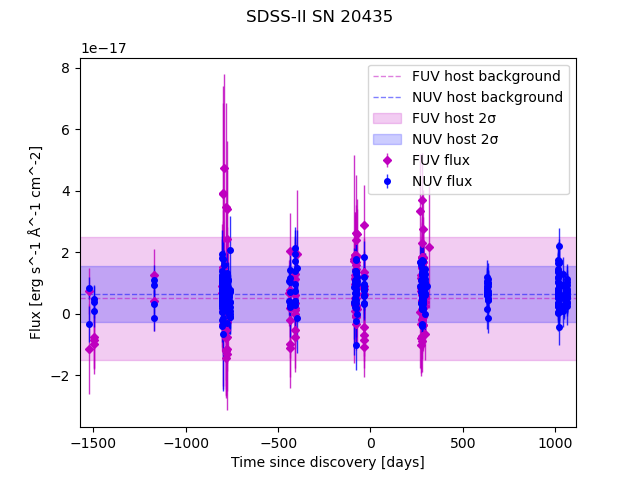 SDSS-II SN 20435
1e−17
FUV host background
NUV host background
FUV host 2σ
NUV host 2σ
FUV flux
NUV flux
8
6
4
2
0
−2
Flux [erg s^-1 Å^-1 cm^-2]
−1500
−1000
−500
0
500
1000
Time since discovery [days]